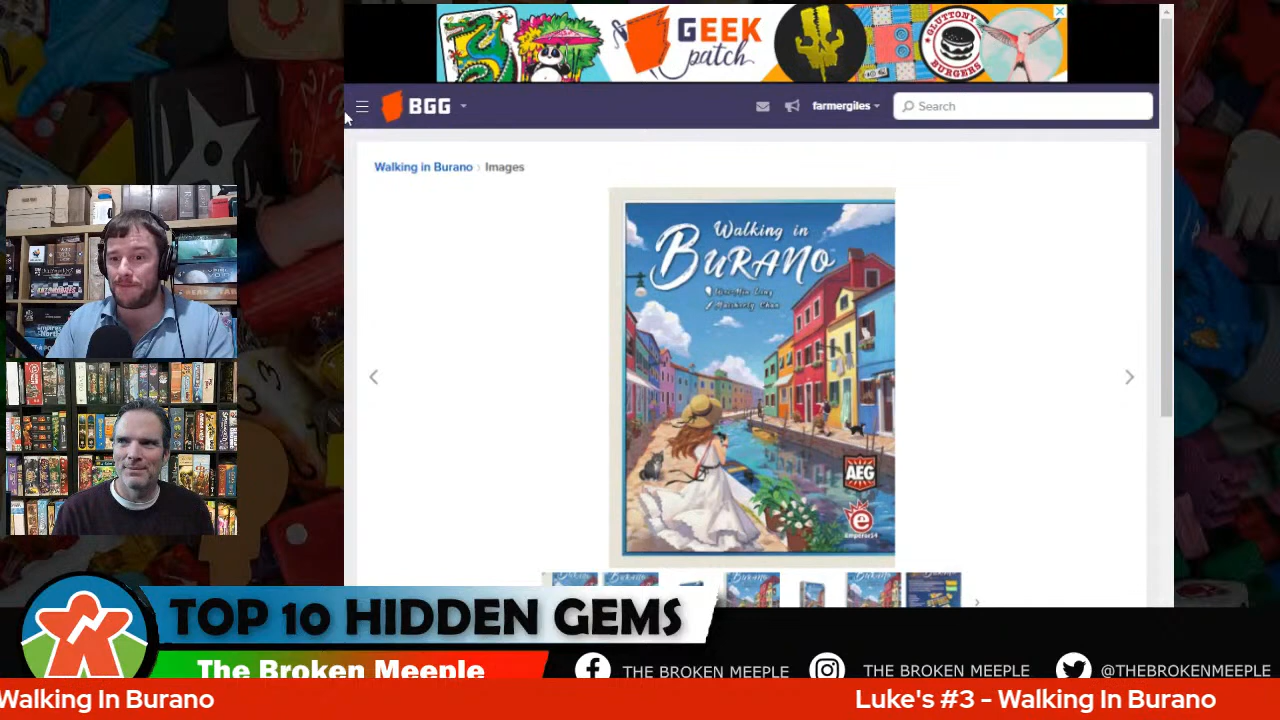 GEEK
patch
GLUTTONY
BURGERS
BGG
farmergiles
Search
Walking in Burano › Images
Walking in
BURANO
AEG
TOP 10 HIDDEN GEMS
The Broken Meeple
THE BROKEN MEEPLE
THE BROKEN MEEPLE
@THEBROKENMEEPLE
Walking In Burano
Luke's #3 - Walking In Burano